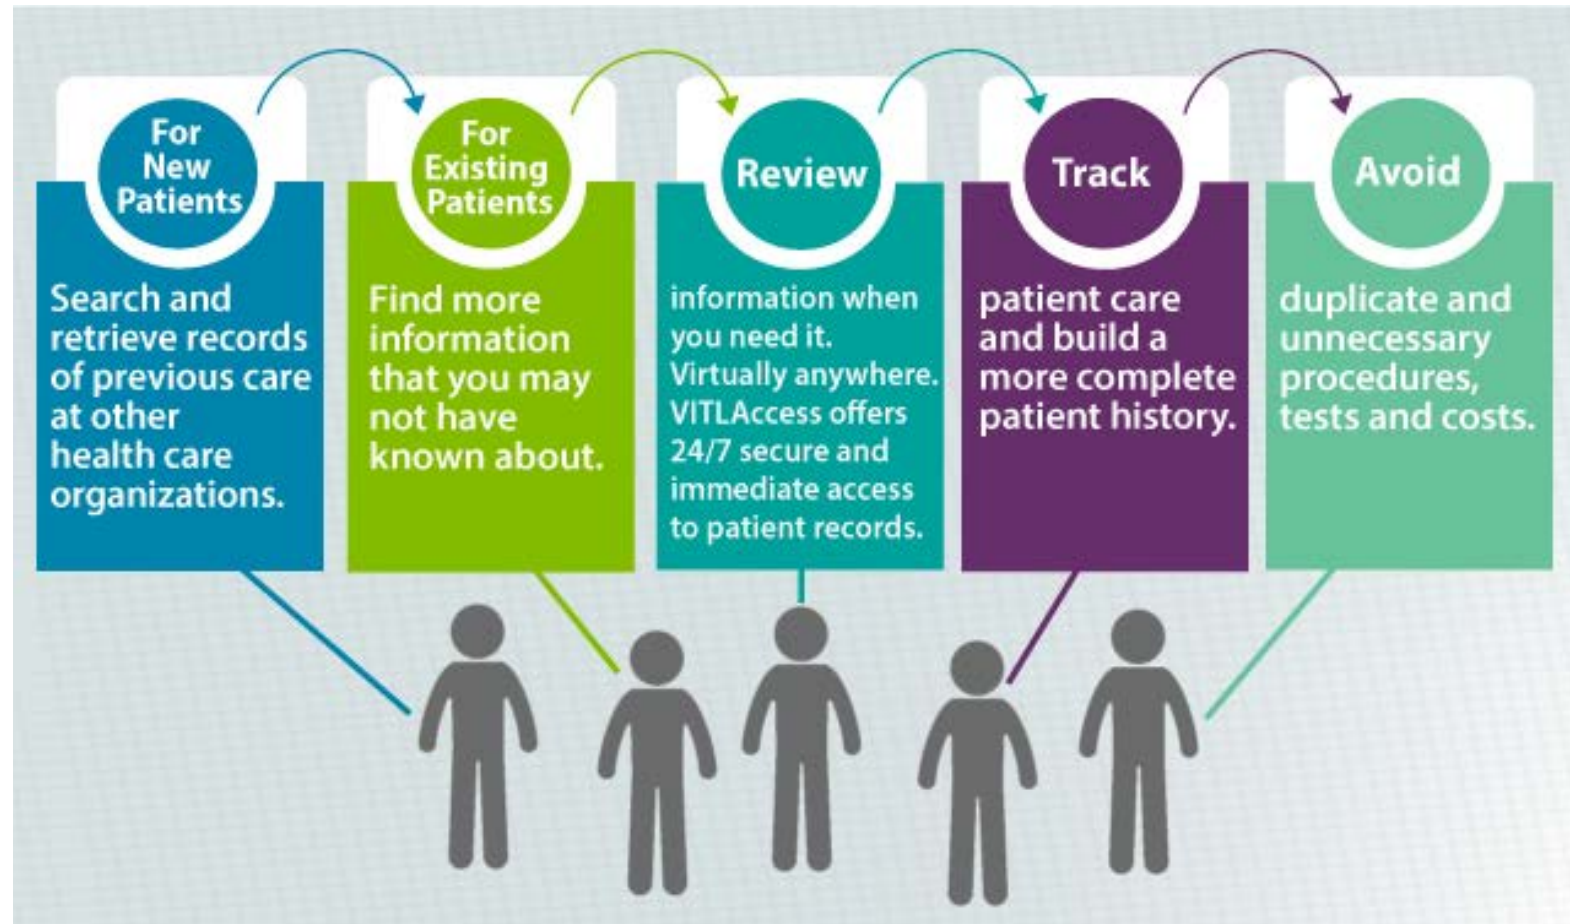 For
New
Patients
Search and
retrieve records
of previous care
at other
health care
organizations.
For
Existing
Patients
Find more
information
that you may
not have
known about.
Review
information when
you need it.
Virtually anywhere.
VITLAccess offers
24/7 secure and
immediate access
to patient records.
Track
patient care
and build a
more complete
patient history.
Avoid
duplicate and
unnecessary
procedures,
tests and costs.